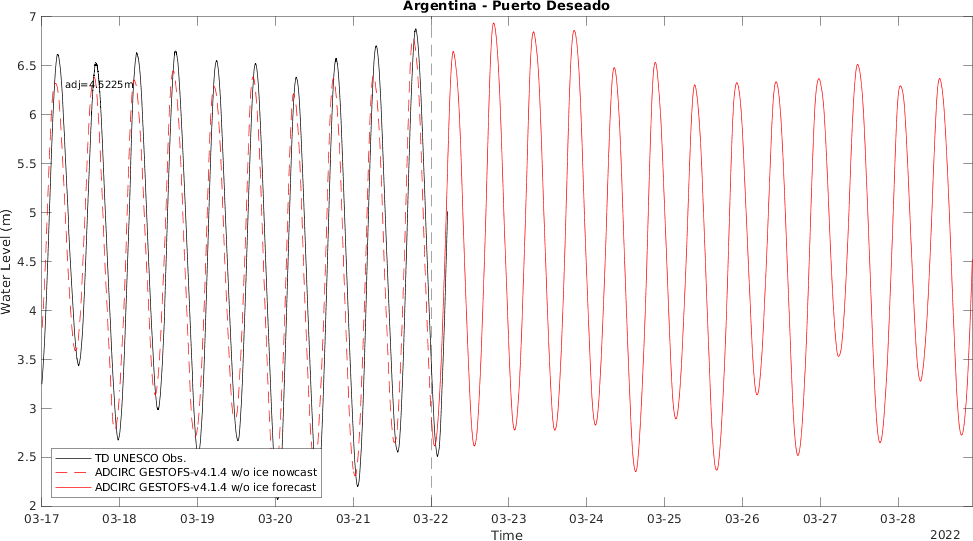 Argentina - Puerto Deseado
7
6.5
adj=4.5225m
6
5.5
5
4.5
4
3.5
3
2.5
2
Water Level (m)
TD UNESCO Obs.
ADCIRC GESTOFS-v4.1.4 w/o ice nowcast
ADCIRC GESTOFS-v4.1.4 w/o ice forecast
03-17 03-18 03-19 03-20 03-21 03-22 03-23 03-24 03-25 03-26 03-27 03-28
Time
2022